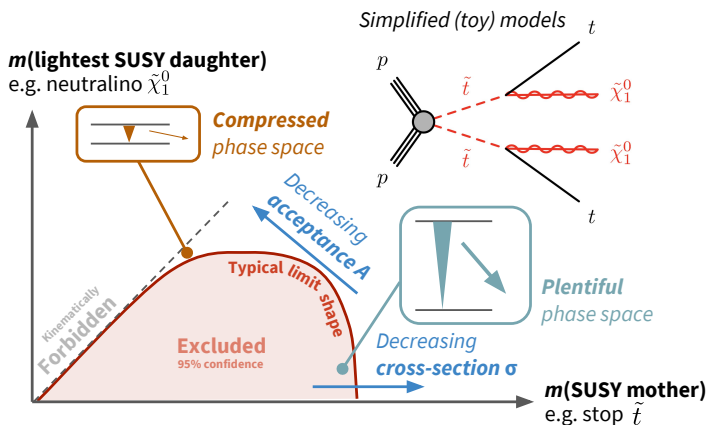 Simplified (toy) models
m(lightest SUSY daughter)
e.g. neutralino χ̃₁⁰
Compressed
phase space
p
p
t̃
t̃
t
χ̃₁⁰
χ̃₁⁰
t
Decreasing
acceptance A
Kinematically
Forbidden
Typical limit shape
Excluded
95% confidence
Plentiful
phase space
Decreasing
cross-section σ
m(SUSY mother)
e.g. stop t̃